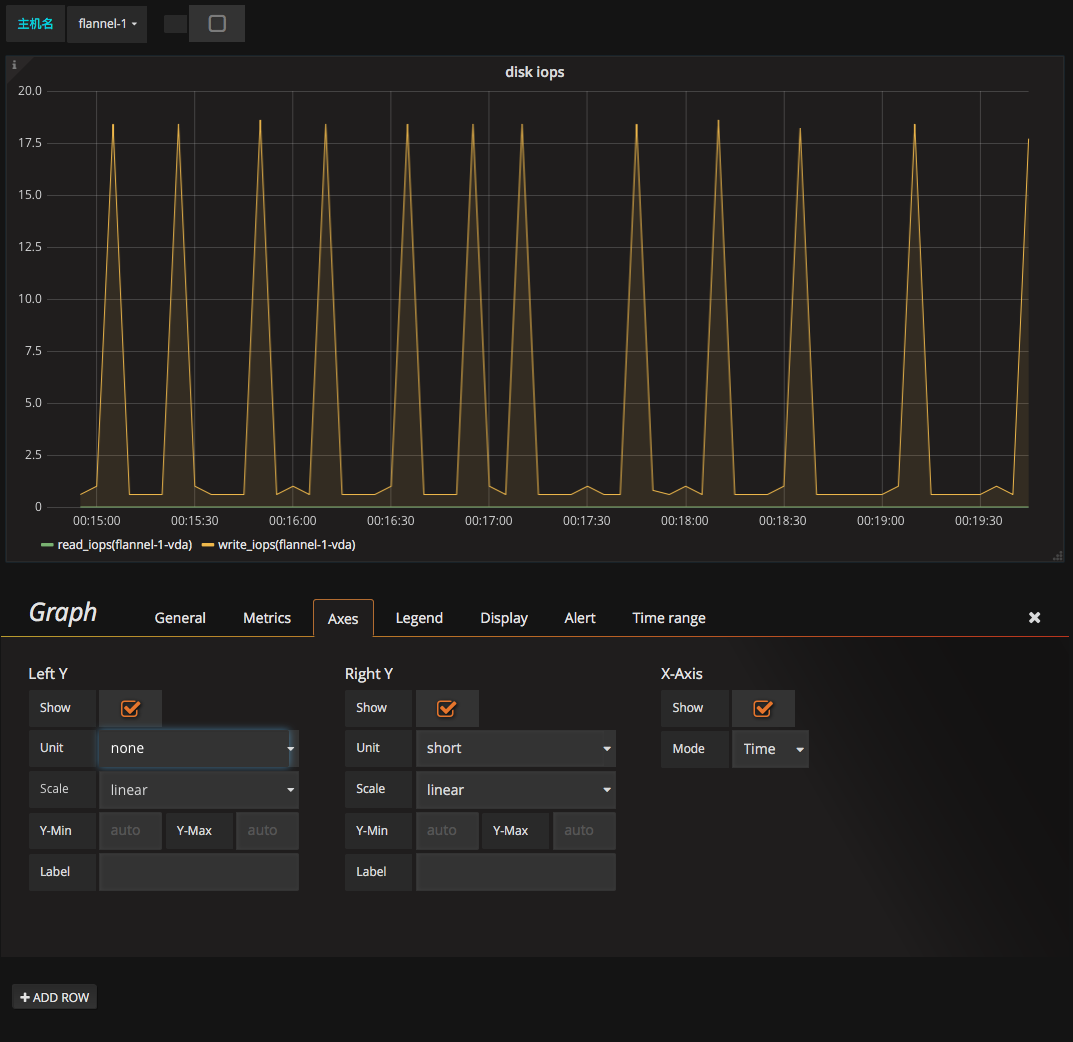 主机名 flannel-1
i
disk iops
20.0
17.5
15.0
12.5
10.0
7.5
5.0
2.5
0
00:15:00 00:15:30 00:16:00 00:16:30 00:17:00 00:17:30 00:18:00 00:18:30 00:19:00 00:19:30
read_iops(flannel-1-vda) write_iops(flannel-1-vda)
Graph General Metrics Axes Legend Display Alert Time range
Left Y Right Y X-Axis
Show Show Show
Unit none Unit short Mode Time
Scale linear Scale linear
Y-Min auto Y-Max auto Y-Min auto Y-Max auto
Label Label
ADD ROW